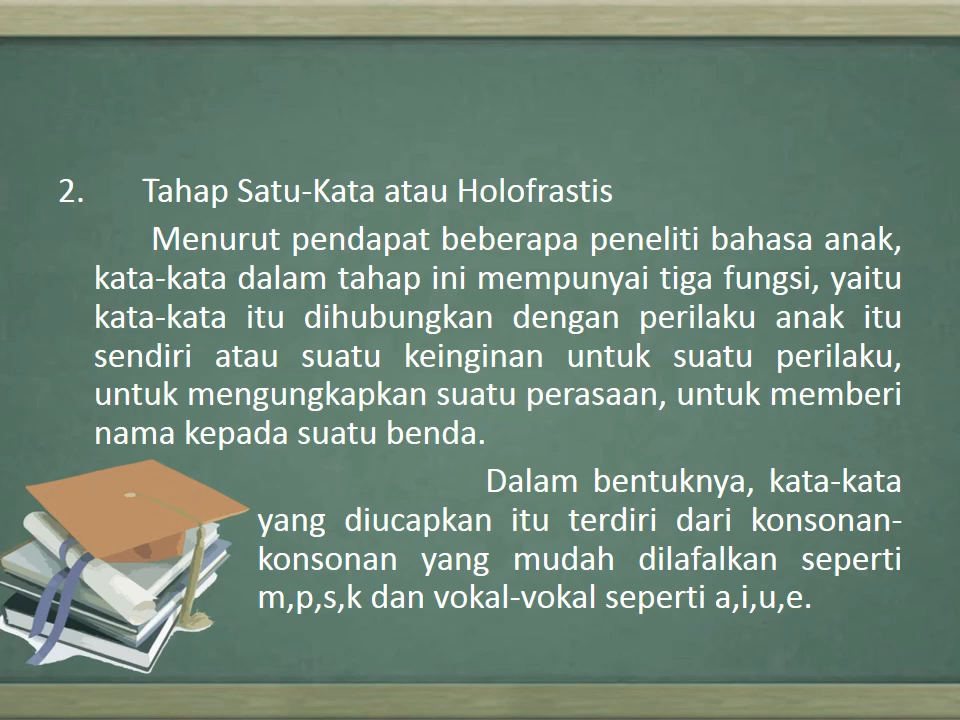 2. Tahap Satu-Kata atau Holofrastis
Menurut pendapat beberapa peneliti bahasa anak,
kata-kata dalam tahap ini mempunyai tiga fungsi, yaitu
kata-kata itu dihubungkan dengan perilaku anak itu
sendiri atau suatu keinginan untuk suatu perilaku,
untuk mengungkapkan suatu perasaan, untuk memberi
nama kepada suatu benda.
Dalam bentuknya, kata-kata
yang diucapkan itu terdiri dari konsonan-
konsonan yang mudah dilafalkan seperti
m,p,s,k dan vokal-vokal seperti a,i,u,e.